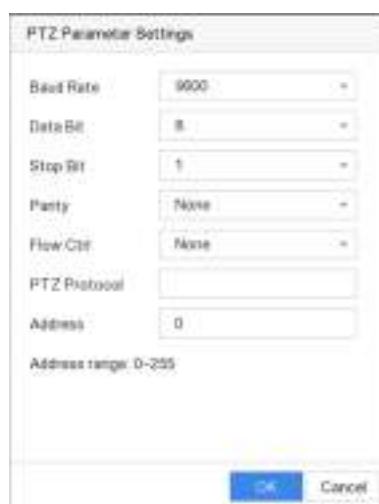 PTZ Parameter Settings
Baud Rate 9600
Data Bit 8
Stop Bit 1
Parity None
Flow Ctrl None
PTZ Protocol
Address 0
Address range: 0~255
OK Cancel